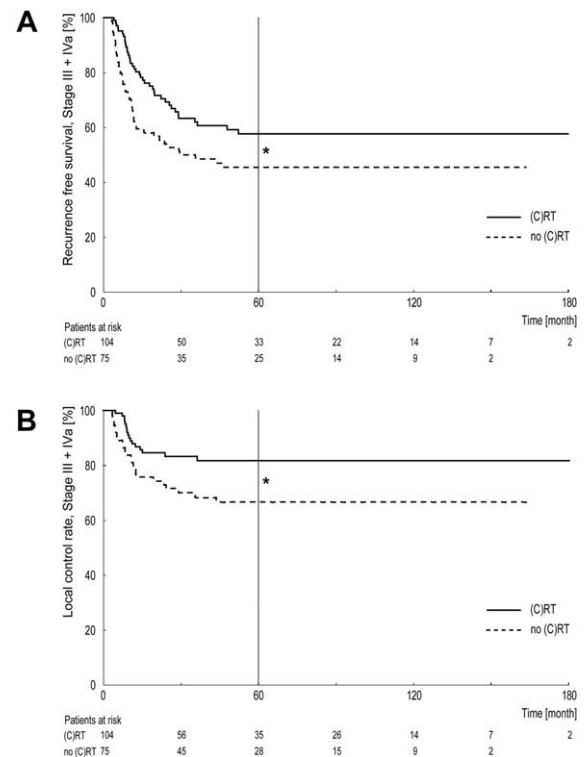 A
Recurrence free survival, Stage III + IVa [%]
100
80
60
40
20
0
*
(C)RT
no (C)RT
0 60 120 180
Time [month]
Patients at risk
(C)RT 104 50 33 22 14 7 2
no (C)RT 75 35 25 14 9 2
B
Local control rate, Stage III + IVa [%]
100
80
60
40
20
0
*
(C)RT
no (C)RT
0 60 120 180
Time [month]
Patients at risk
(C)RT 104 56 35 26 14 7 2
no (C)RT 75 45 28 15 9 2